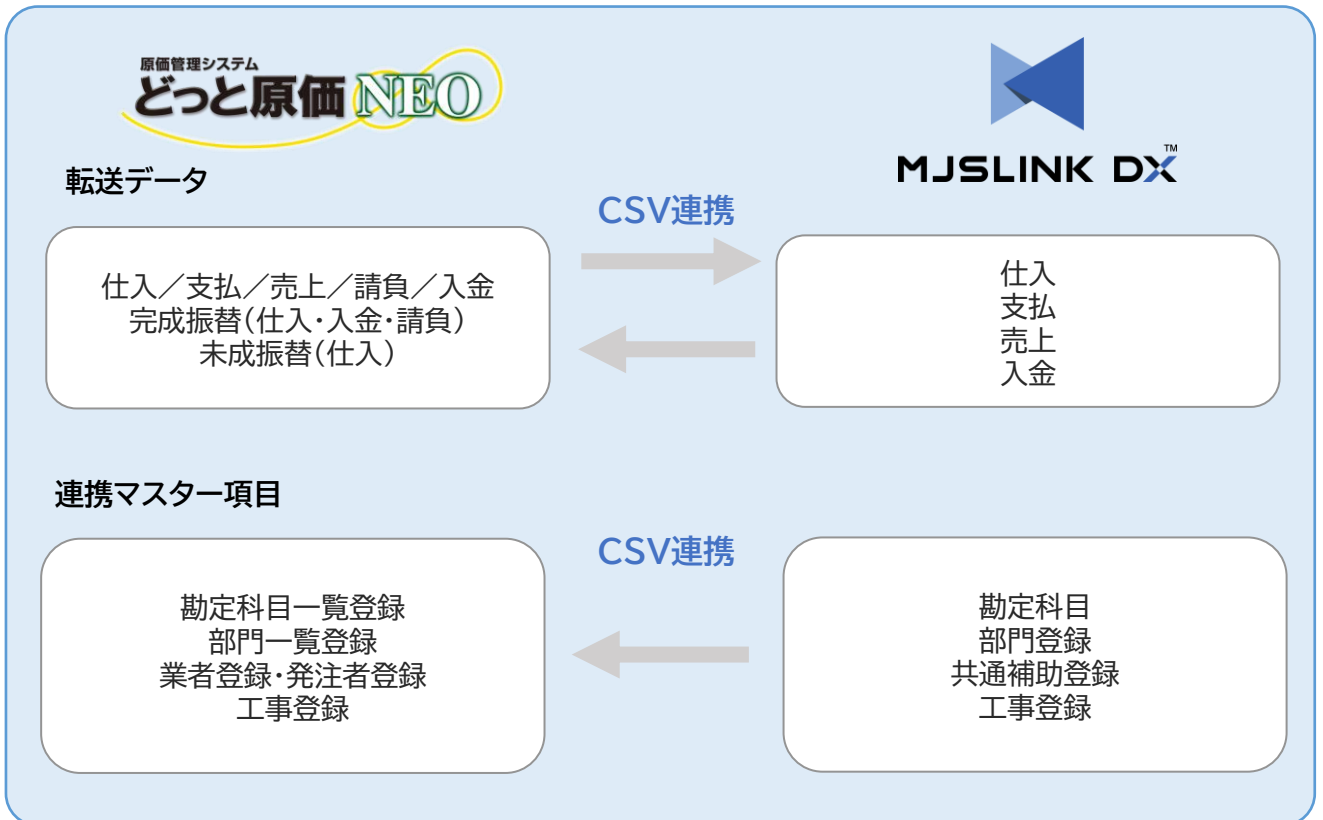 原価管理システム
どっと原価NEO
MJSLINK DX™
転送データ
CSV連携
仕入／支払／売上／請負／入金
完成振替(仕入・入金・請負)
未成振替(仕入)
仕入
支払
売上
入金
連携マスター項目
CSV連携
勘定科目一覧登録
部門一覧登録
業者登録・発注者登録
工事登録
勘定科目
部門登録
共通補助登録
工事登録